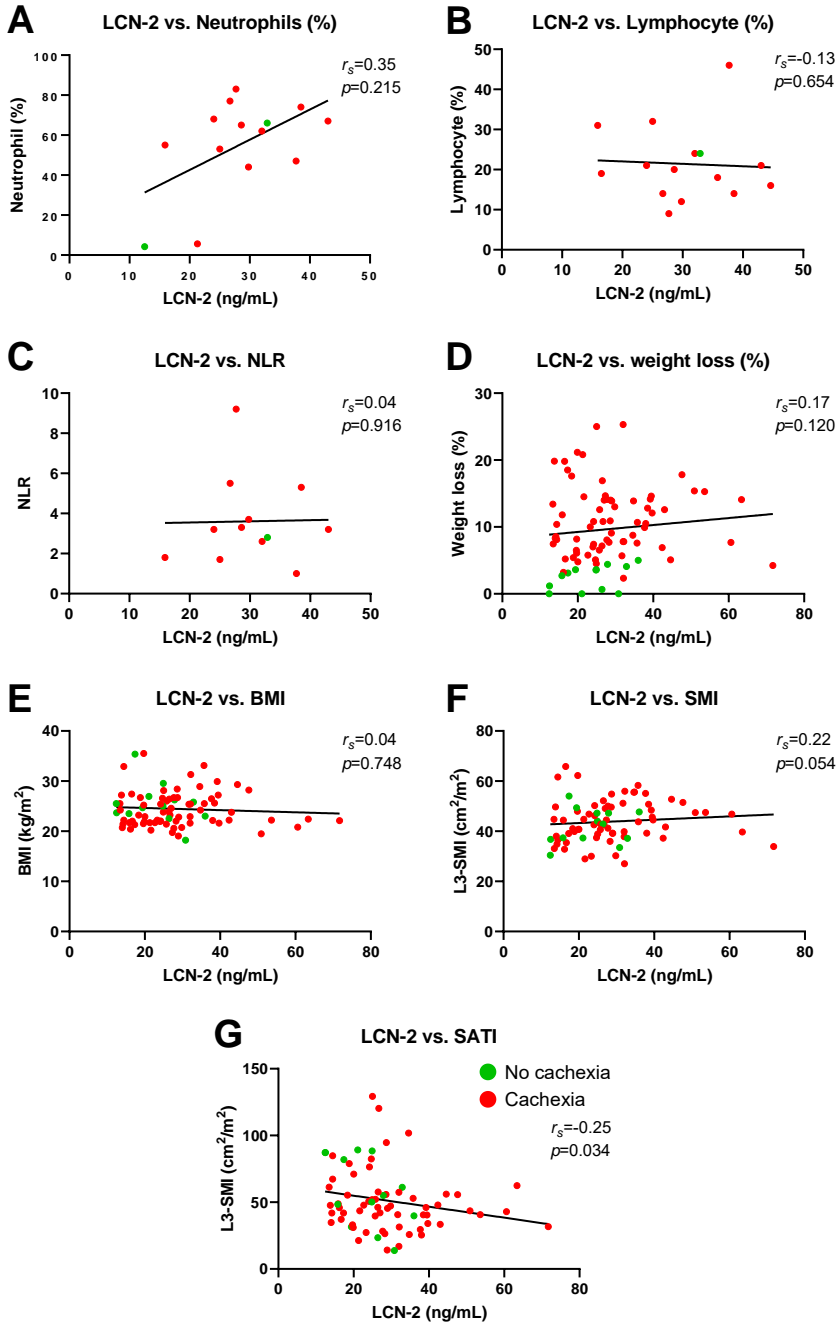 A
LCN-2 vs. Neutrophils (%)
r_s=0.35
p=0.215
Neutrophil (%)
100
80
60
40
20
0
0 10 20 30 40 50
LCN-2 (ng/mL)
B
LCN-2 vs. Lymphocyte (%)
r_s=-0.13
p=0.654
Lymphocyte (%)
50
40
30
20
10
0
0 10 20 30 40 50
LCN-2 (ng/mL)
C
LCN-2 vs. NLR
r_s=0.04
p=0.916
NLR
10
8
6
4
2
0
0 10 20 30 40 50
LCN-2 (ng/mL)
D
LCN-2 vs. weight loss (%)
r_s=0.17
p=0.120
Weight loss (%)
30
20
10
0
0 20 40 60 80
LCN-2 (ng/mL)
E
LCN-2 vs. BMI
r_s=0.04
p=0.748
BMI (kg/m²)
40
30
20
10
0
0 20 40 60 80
LCN-2 (ng/mL)
F
LCN-2 vs. SMI
r_s=0.22
p=0.054
L3-SMI (cm²/m²)
80
60
40
20
0
0 20 40 60 80
LCN-2 (ng/mL)
G
LCN-2 vs. SATI
No cachexia
Cachexia
r_s=-0.25
p=0.034
L3-SMI (cm²/m²)
150
100
50
0
0 20 40 60 80
LCN-2 (ng/mL)